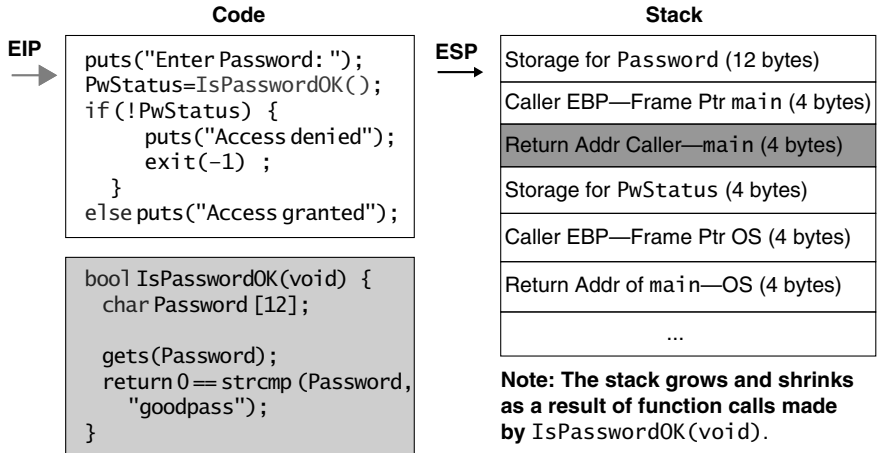 Code
EIP
puts("Enter Password: ");
PwStatus=IsPasswordOK();
if (!PwStatus) {
puts("Access denied");
exit(–1) ;
}
else puts("Access granted");
bool IsPasswordOK(void) {
char Password [12];
gets(Password);
return 0 == strcmp (Password,
"goodpass");
}
Stack
ESP
Storage for Password (12 bytes)
Caller EBP—Frame Ptr main (4 bytes)
Return Addr Caller—main (4 bytes)
Storage for PwStatus (4 bytes)
Caller EBP—Frame Ptr OS (4 bytes)
Return Addr of main—OS (4 bytes)
...
Note: The stack grows and shrinks
as a result of function calls made
by IsPasswordOK(void).